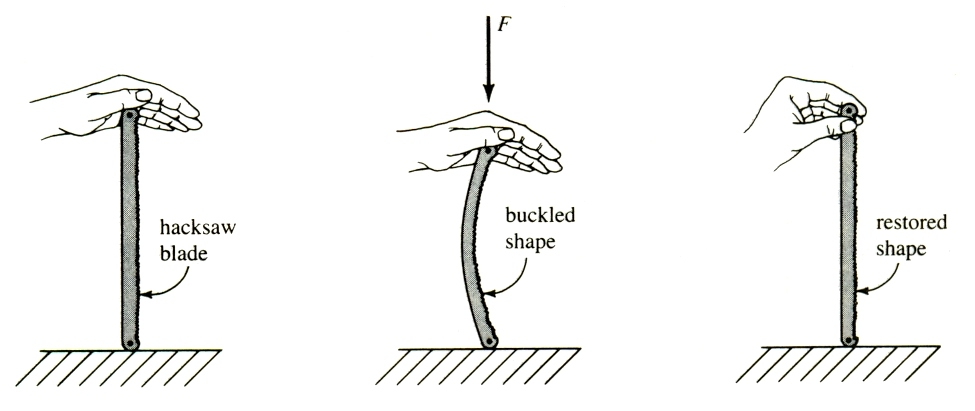 F
hacksaw
blade
buckled
shape
restored
shape